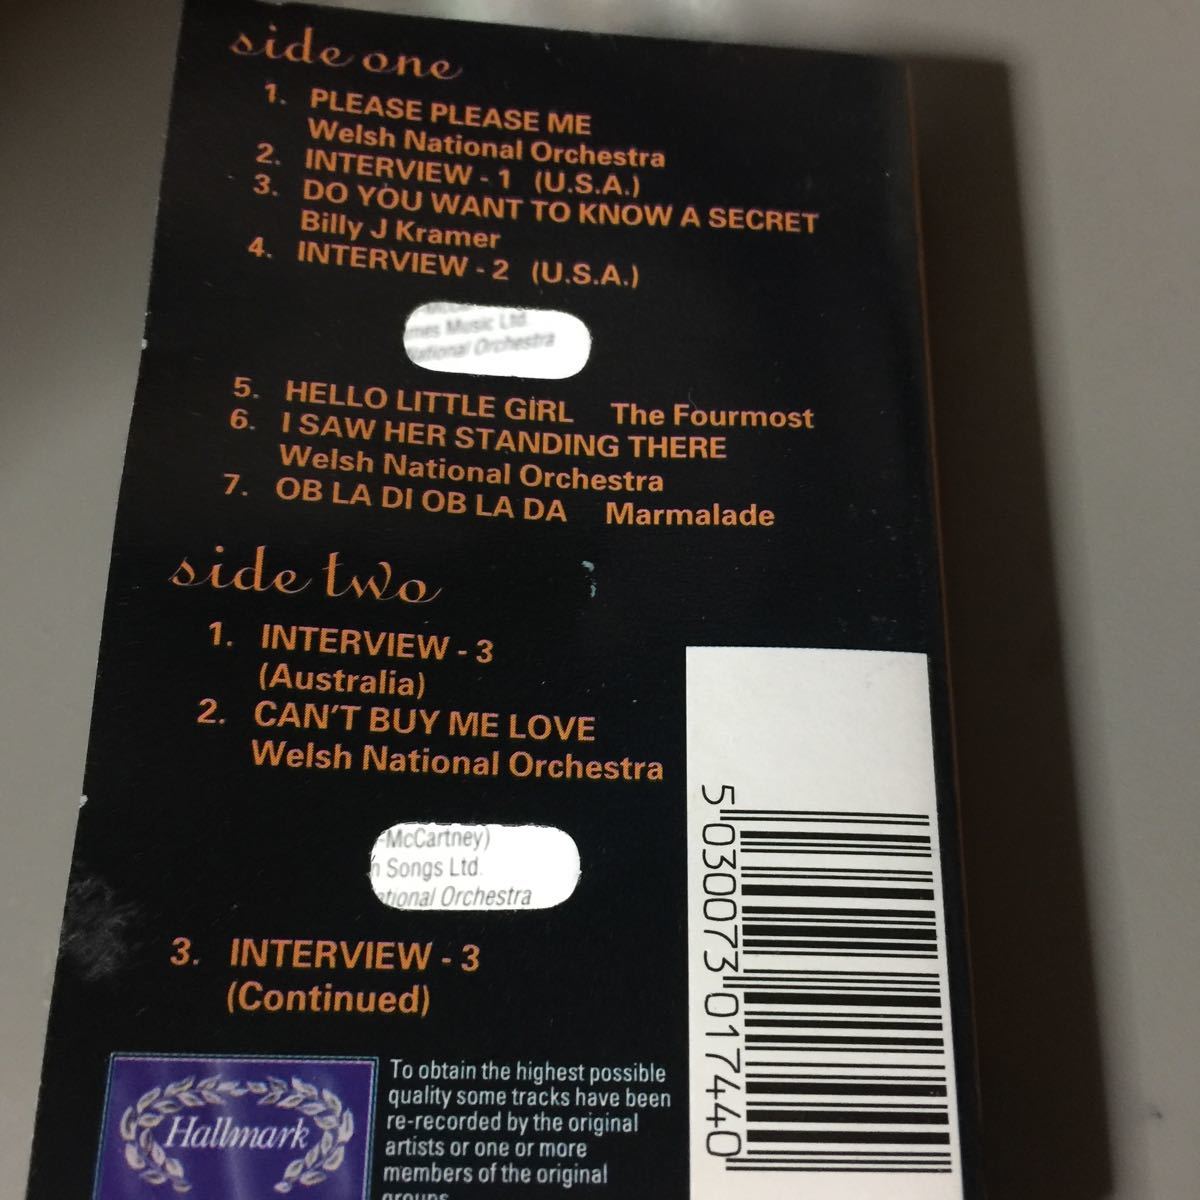 side one
1. PLEASE PLEASE ME
Welsh National Orchestra
2. INTERVIEW - 1 (U.S.A.)
3. DO YOU WANT TO KNOW A SECRET
Billy J Kramer
4. INTERVIEW - 2 (U.S.A.)
Music Ltd.
National Orchestra
5. HELLO LITTLE GIRL The Fourmost
6. I SAW HER STANDING THERE
Welsh National Orchestra
7. OB LA DI OB LA DA Marmalade
side two
1. INTERVIEW - 3
(Australia)
2. CAN'T BUY ME LOVE
Welsh National Orchestra
-McCartney)
n Songs Ltd.
ational Orchestra
3. INTERVIEW - 3
(Continued)
Hallmark
To obtain the highest possible
quality some tracks have been
re-recorded by the original
artists or one or more
members of the original
groups
5 030073 017440